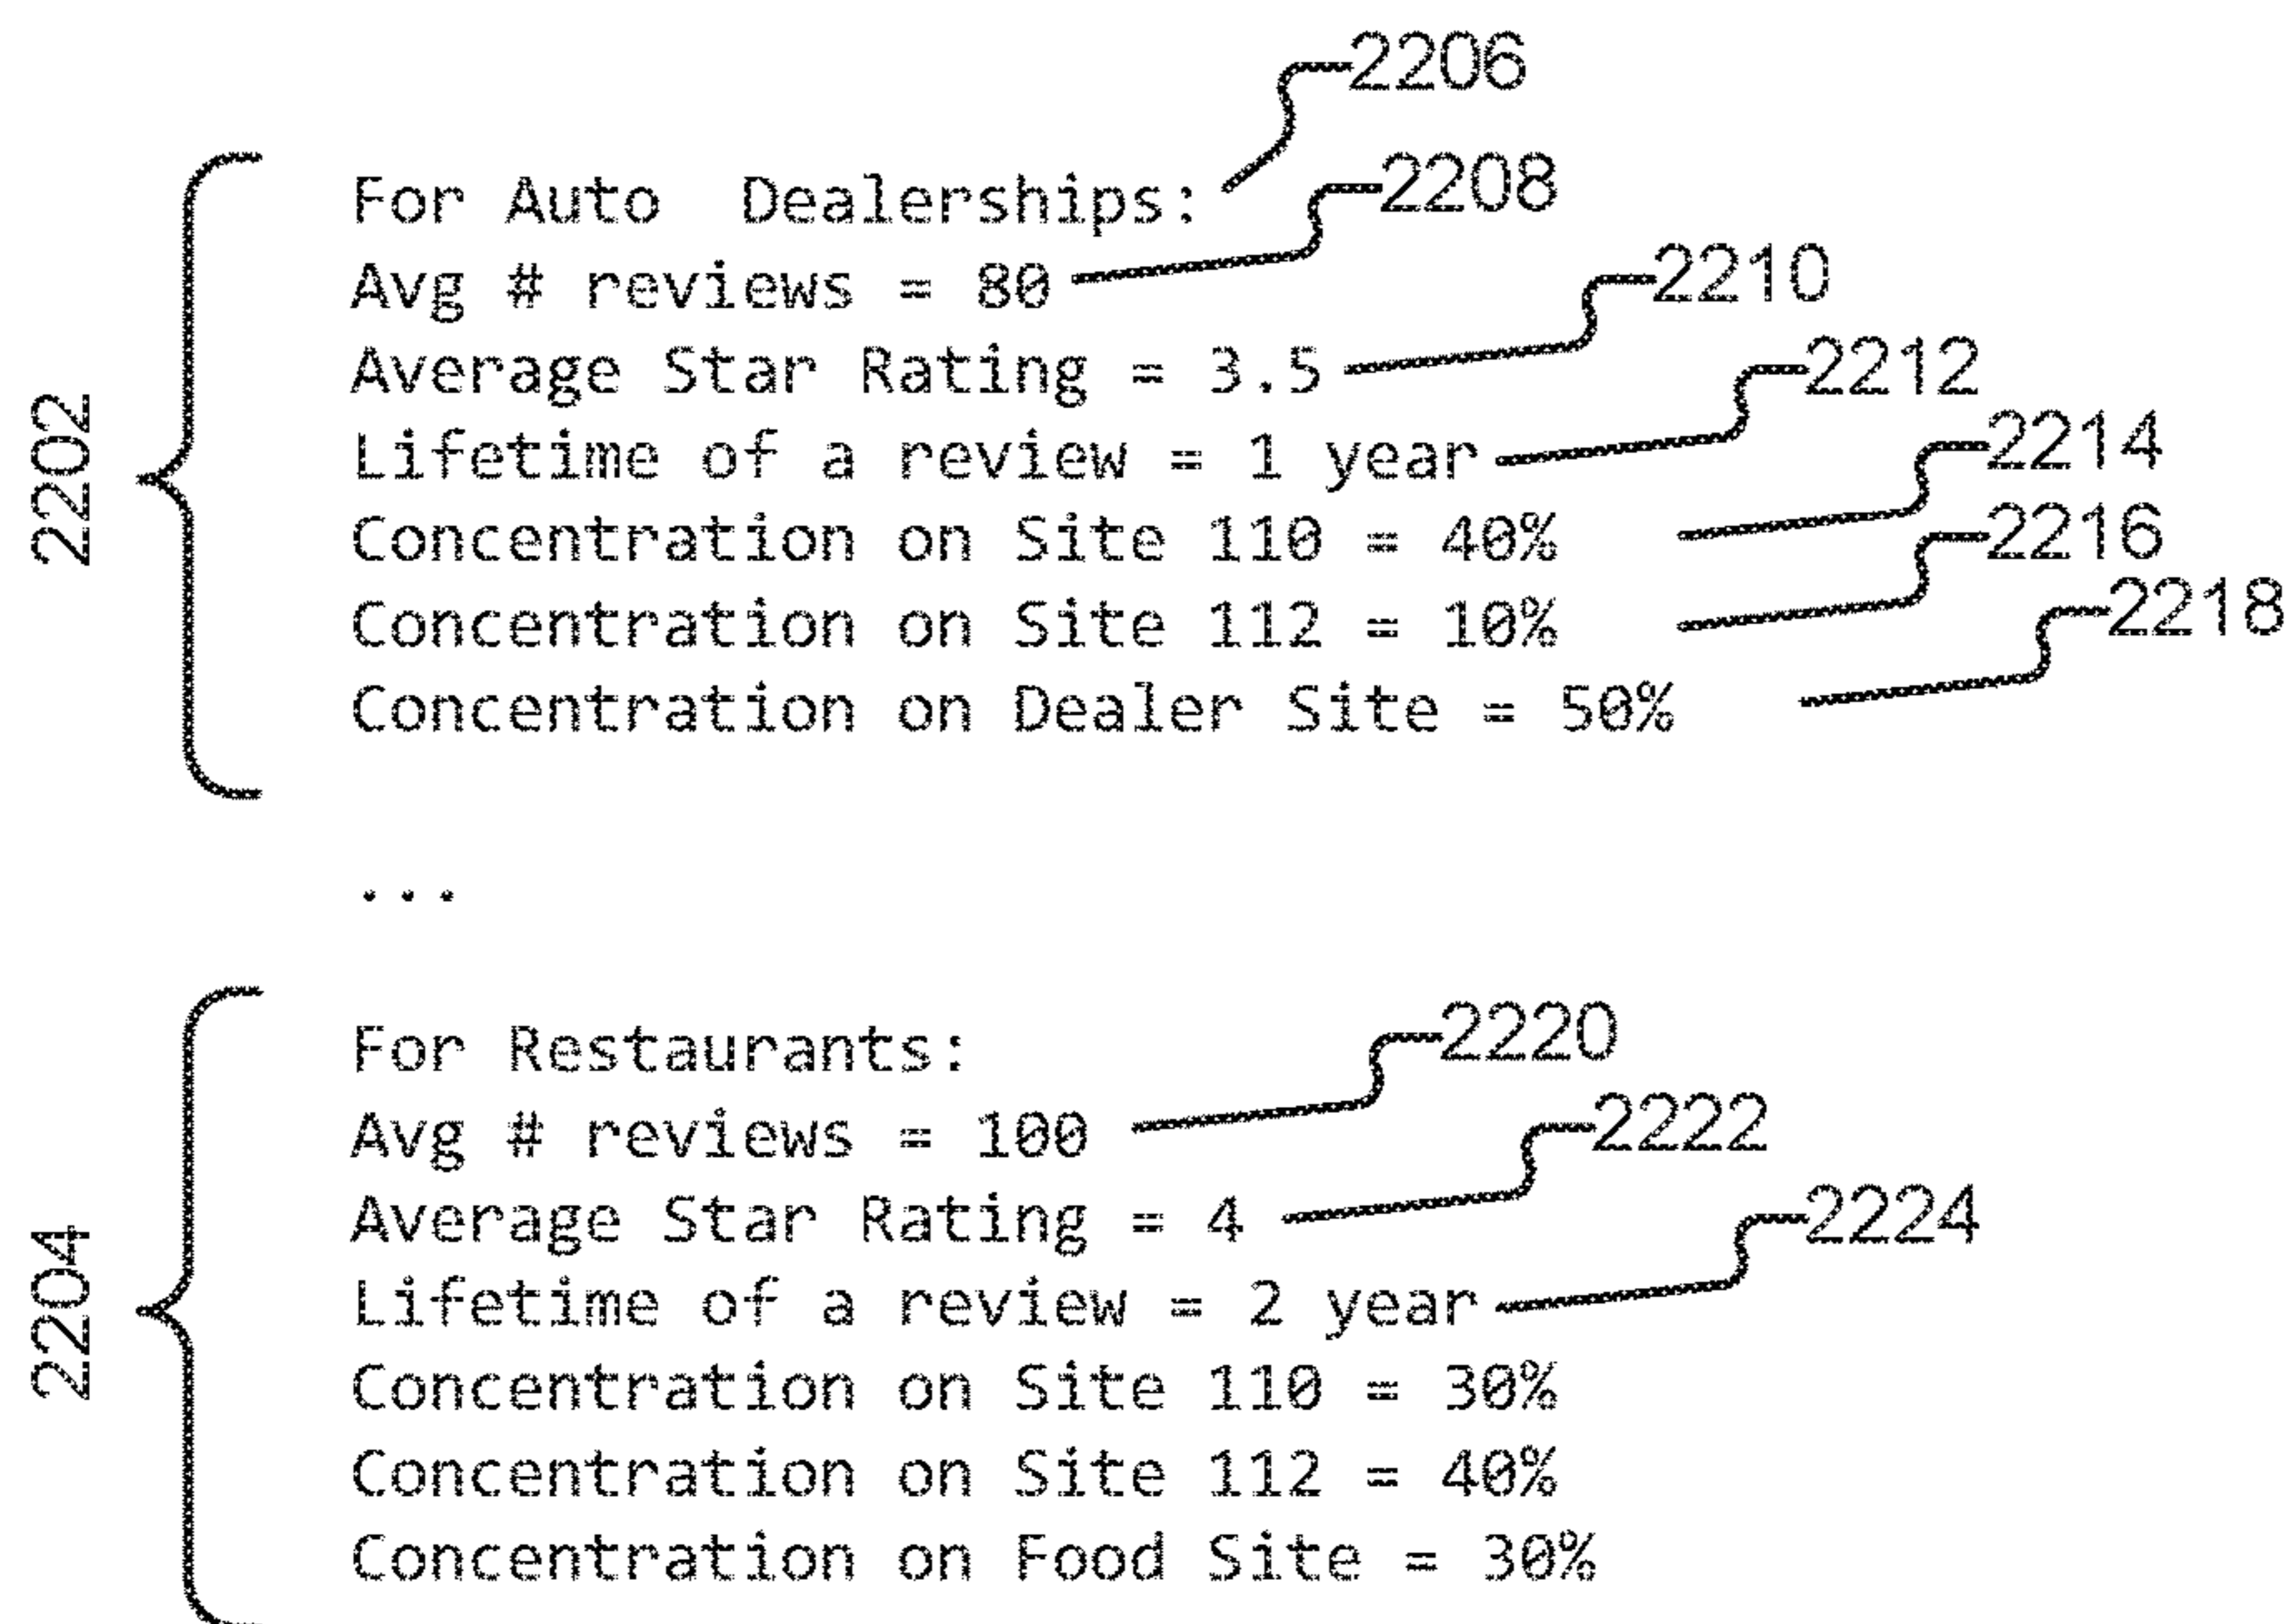 2206
For Auto Dealerships:
2208
Avg # reviews = 80
2210
Average Star Rating = 3.5
2212
Lifetime of a review = 1 year
2214
Concentration on Site 110 = 40%
2216
Concentration on Site 112 = 10%
2218
Concentration on Dealer Site = 50%
2202
...
For Restaurants:
2220
Avg # reviews = 100
2222
Average Star Rating = 4
2224
Lifetime of a review = 2 year
Concentration on Site 110 = 30%
Concentration on Site 112 = 40%
Concentration on Food Site = 30%
2204